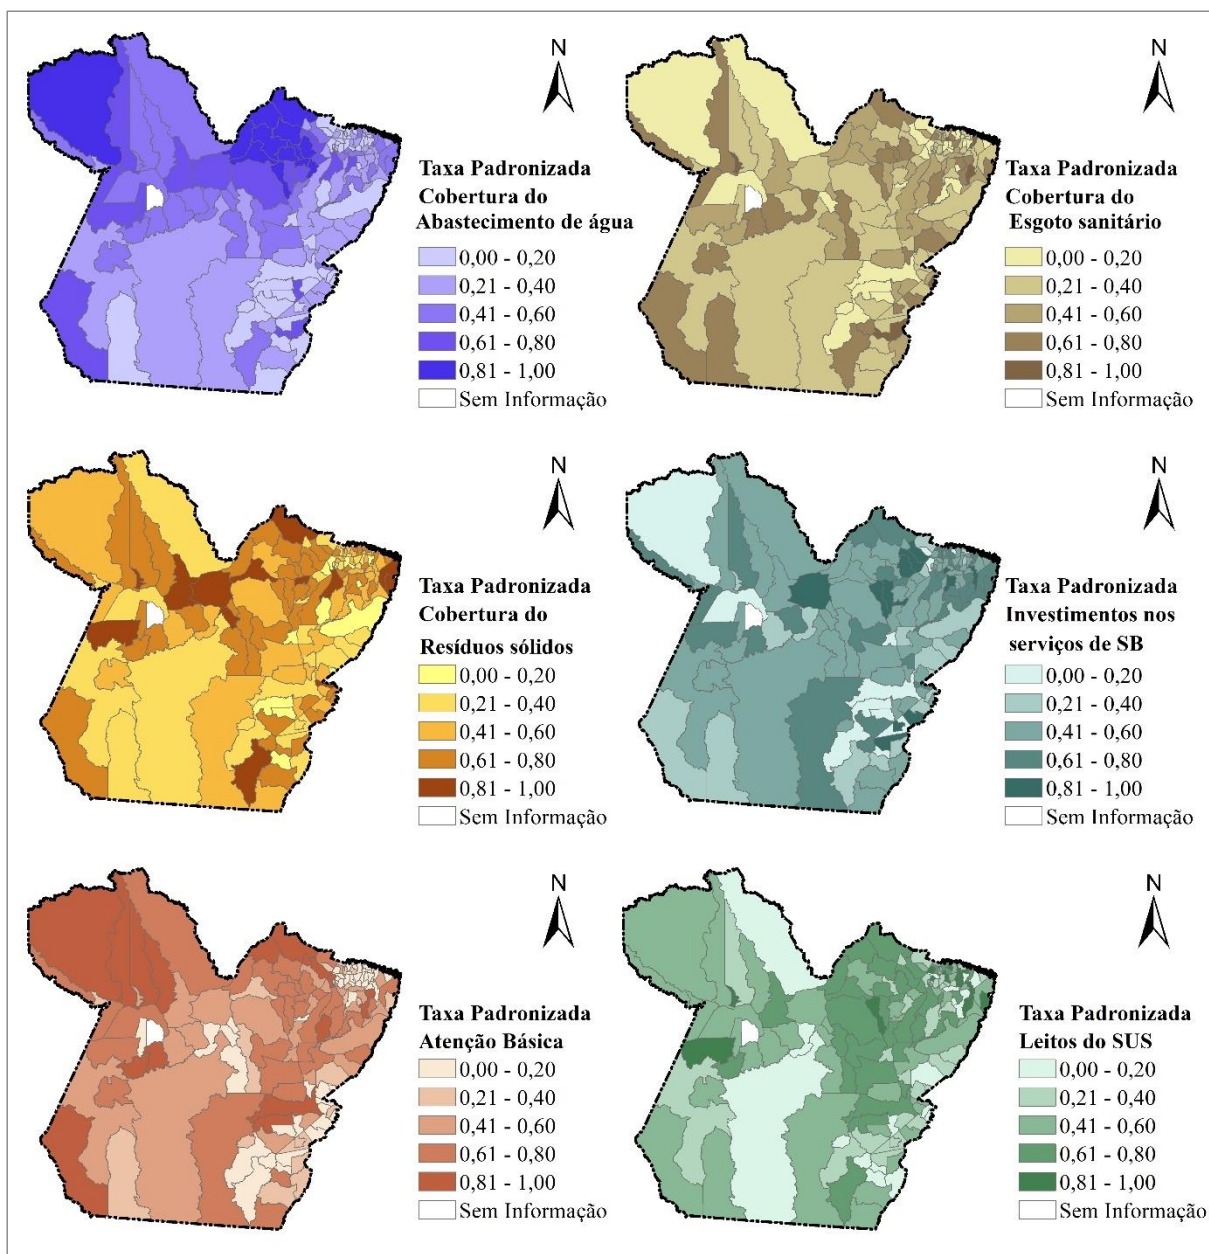 N
Taxa Padronizada
Cobertura do
Abastecimento de água
0,00 - 0,20
0,21 - 0,40
0,41 - 0,60
0,61 - 0,80
0,81 - 1,00
Sem Informação
N
Taxa Padronizada
Cobertura do
Esgoto sanitário
0,00 - 0,20
0,21 - 0,40
0,41 - 0,60
0,61 - 0,80
0,81 - 1,00
Sem Informação
N
Taxa Padronizada
Cobertura do
Resíduos sólidos
0,00 - 0,20
0,21 - 0,40
0,41 - 0,60
0,61 - 0,80
0,81 - 1,00
Sem Informação
N
Taxa Padronizada
Investimentos nos
serviços de SB
0,00 - 0,20
0,21 - 0,40
0,41 - 0,60
0,61 - 0,80
0,81 - 1,00
Sem Informação
N
Taxa Padronizada
Atenção Básica
0,00 - 0,20
0,21 - 0,40
0,41 - 0,60
0,61 - 0,80
0,81 - 1,00
Sem Informação
N
Taxa Padronizada
Leitos do SUS
0,00 - 0,20
0,21 - 0,40
0,41 - 0,60
0,61 - 0,80
0,81 - 1,00
Sem Informação